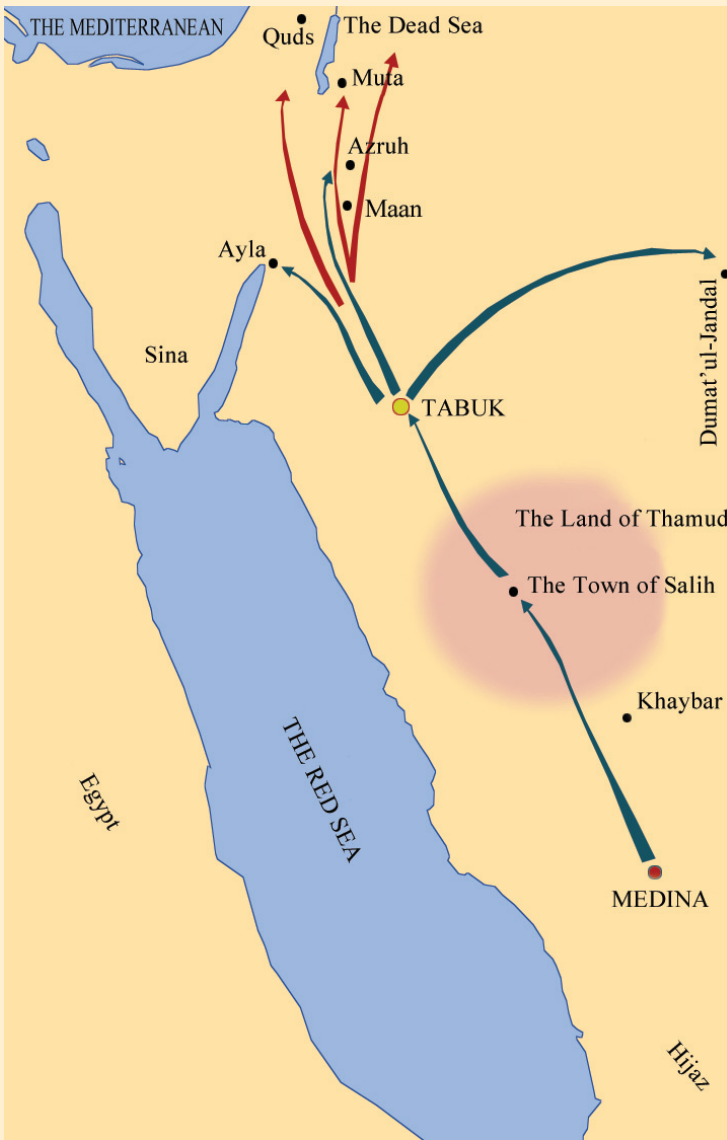 THE MEDITERRANEAN
Quds
The Dead Sea
Muta
Azruh
Maan
Ayla
Sina
TABUK
Dumat’ul-Jandal
The Land of Thamud
The Town of Salih
Khaybar
THE RED SEA
Egypt
MEDINA
Hijaz